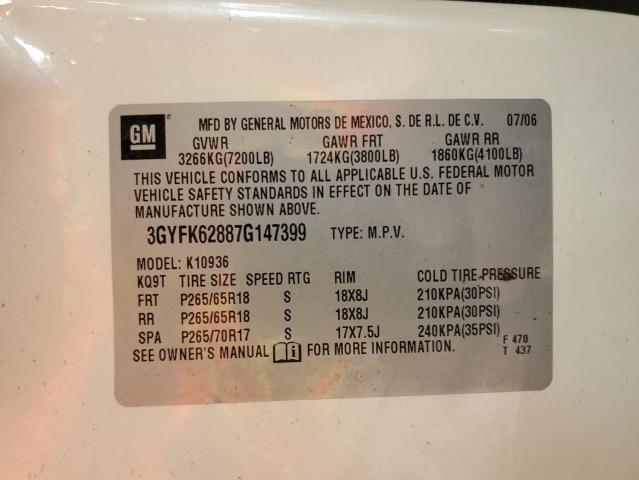 GM
MFD BY GENERAL MOTORS DE MEXICO, S. DE R.L. DE C.V. 07/06
GVWR GAWR FRT GAWR RR
3266KG(7200LB) 1724KG(3800LB) 1860KG(4100LB)
THIS VEHICLE CONFORMS TO ALL APPLICABLE U.S. FEDERAL MOTOR
VEHICLE SAFETY STANDARDS IN EFFECT ON THE DATE OF
MANUFACTURE SHOWN ABOVE.
3GYFK62887G147399 TYPE: M.P.V.
MODEL: K10936
KQ9T TIRE SIZE SPEED RTG RIM COLD TIRE PRESSURE
FRT P265/65R18 S 18X8J 210KPA(30PSI)
RR P265/65R18 S 18X8J 210KPA(30PSI)
SPA P265/70R17 S 17X7.5J 240KPA(35PSI)
SEE OWNER'S MANUAL i FOR MORE INFORMATION.
F 470
T 437